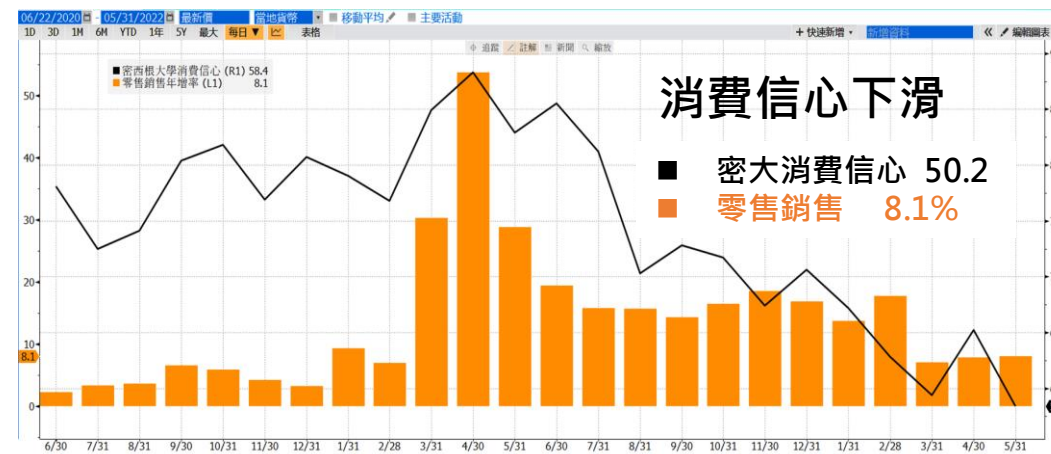 06/22/2020 - 05/31/2022 最新價 當地貨幣 移動平均 主要活動
1D 3D 1M 6M YTD 1年 5Y 最大 每日▼ 表格 + 快速新增 新增資料 《 編輯圖表
追蹤 註解 新聞 縮放
■密西根大學消費信心 (R1) 58.4
■零售銷售年增率 (L1) 8.1
消費信心下滑
■ 密大消費信心 50.2
■ 零售銷售 8.1%
50
40
30
20
10
8.1
0
6/30 7/31 8/31 9/30 10/31 11/30 12/31 1/31 2/28 3/31 4/30 5/31 6/30 7/31 8/31 9/30 10/31 11/30 12/31 1/31 2/28 3/31 4/30 5/31